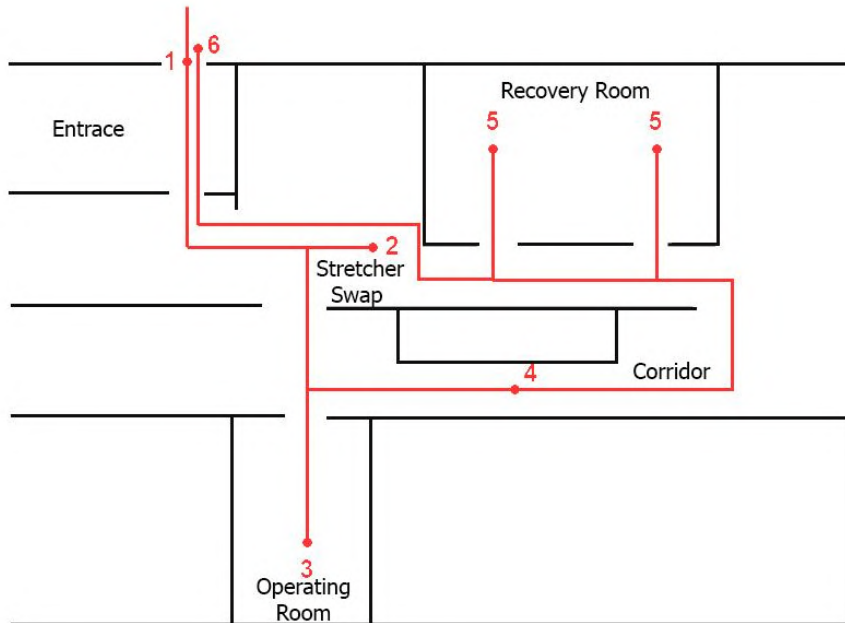 6
1
Recovery Room
Entrace
5
5
2
Stretcher
Swap
4
Corridor
3
Operating
Room